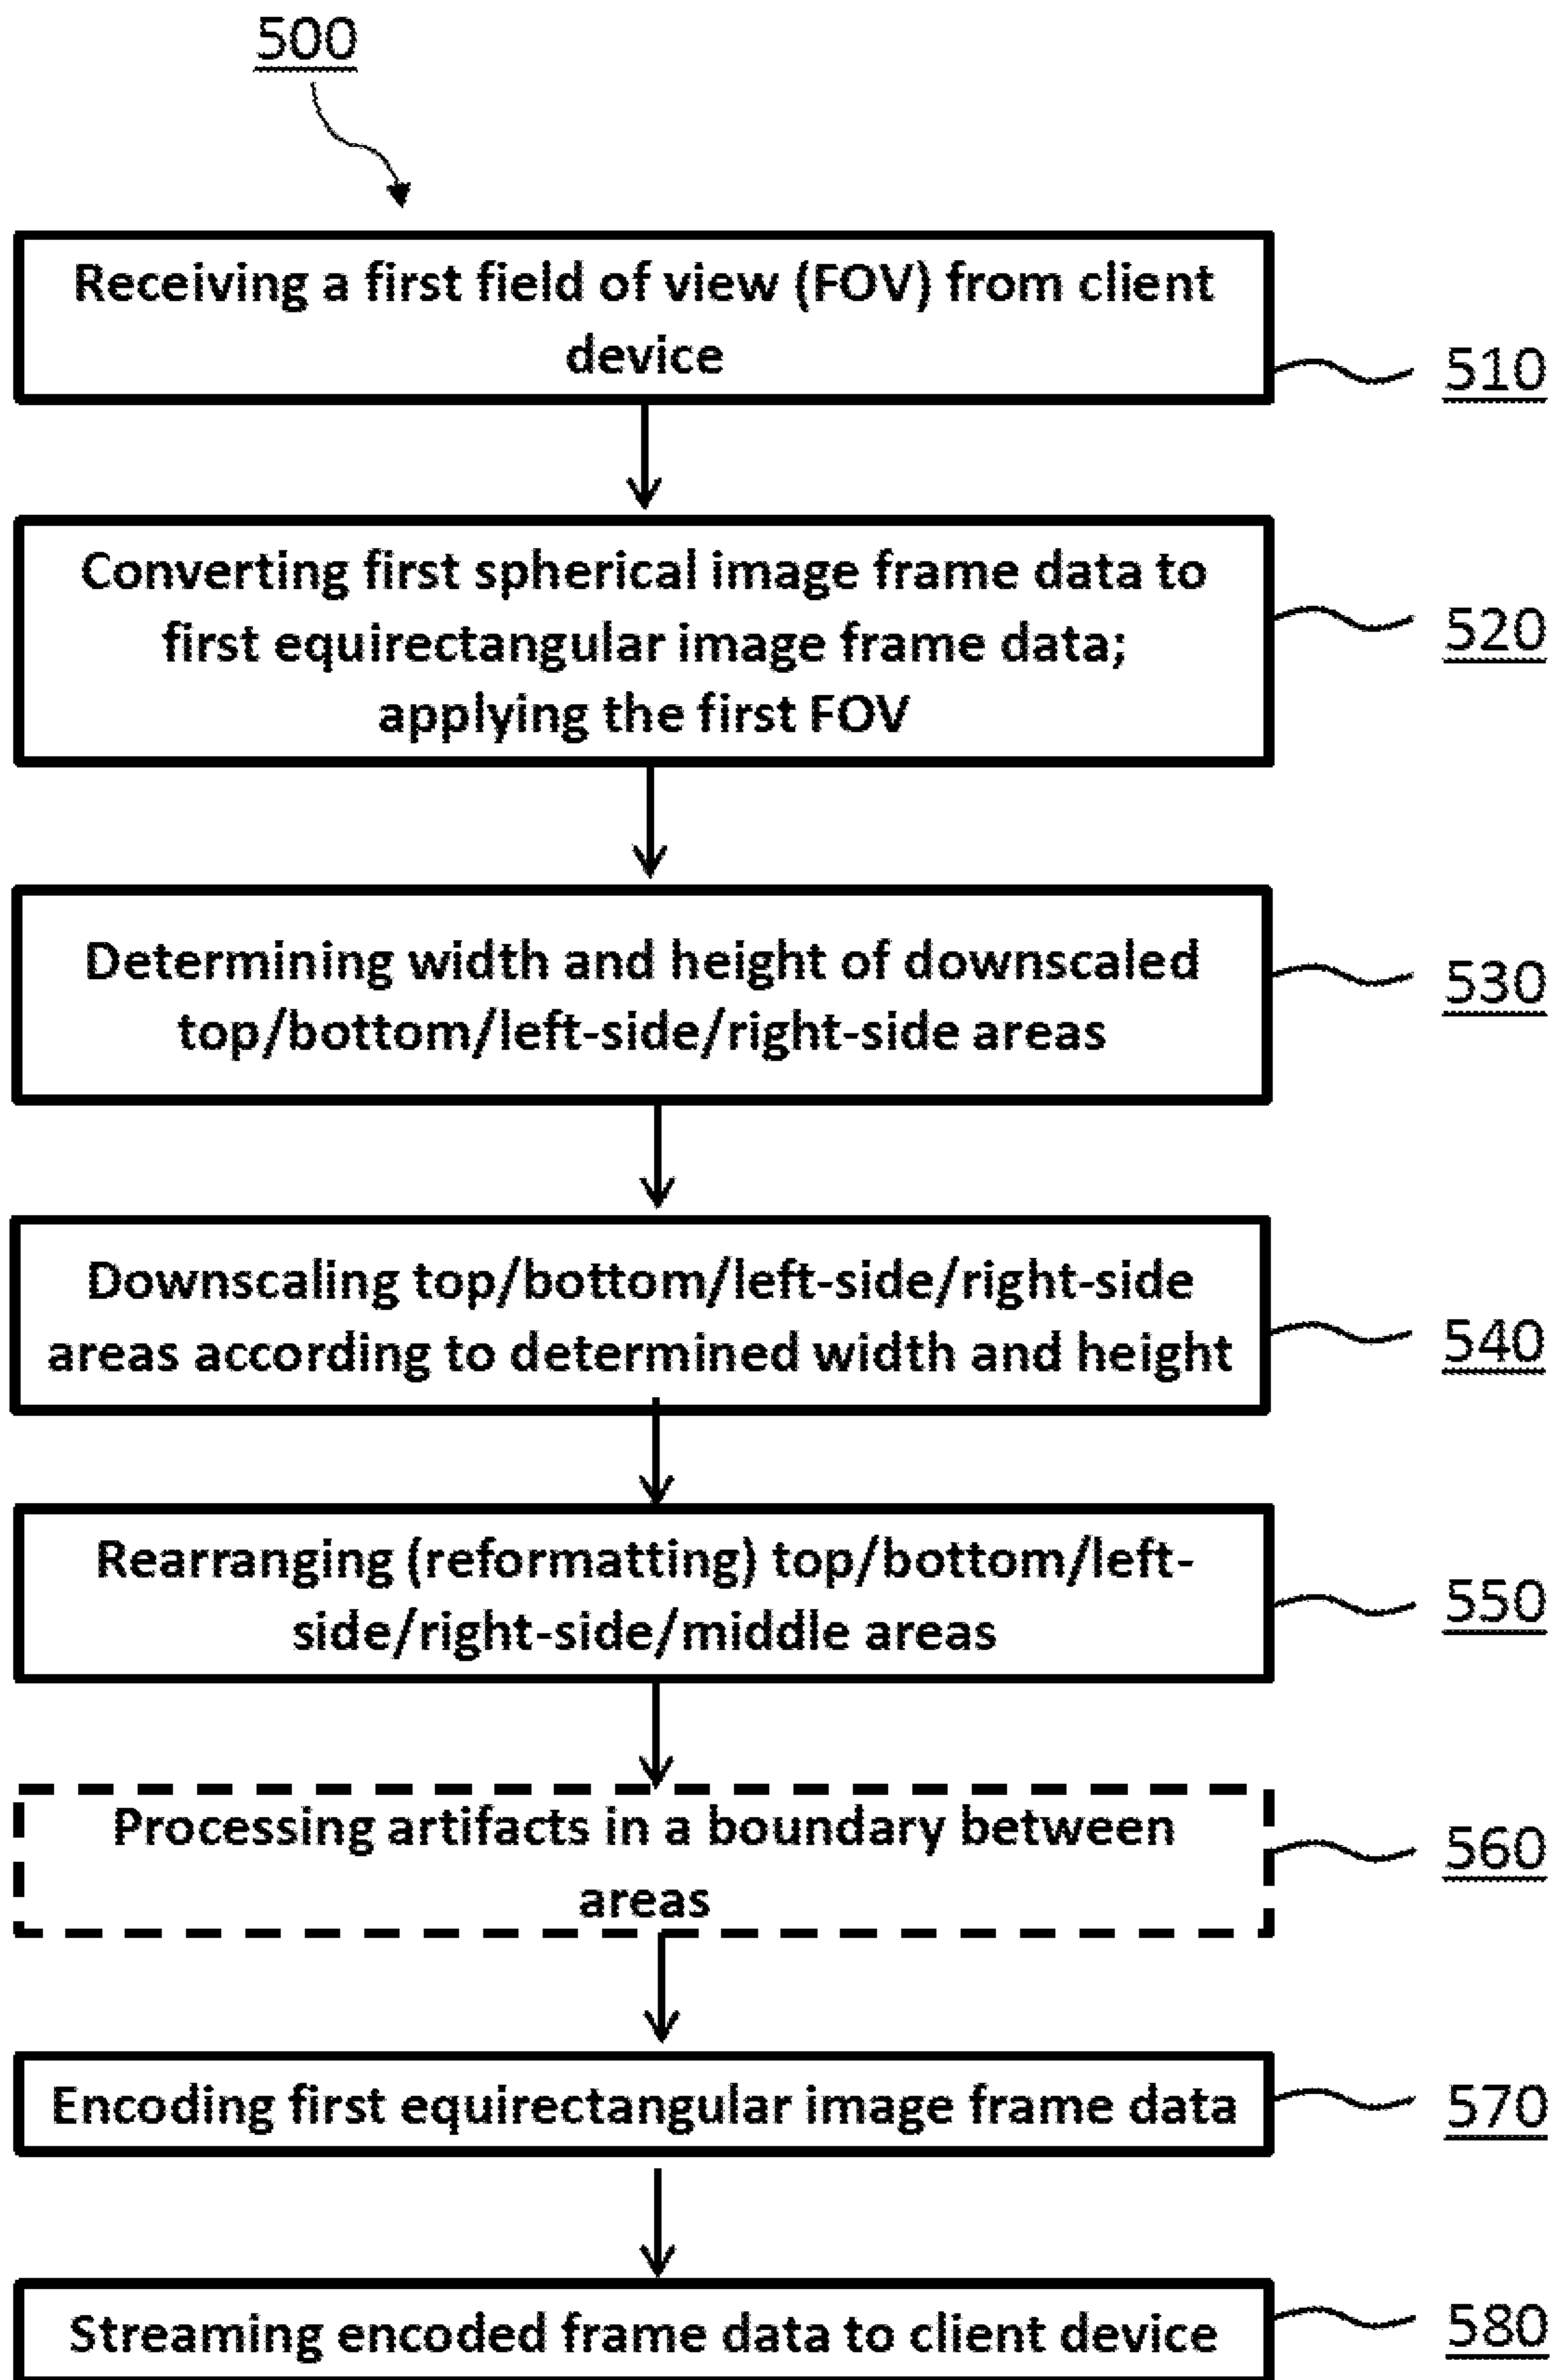 500
Receiving a first field of view (FOV) from client
device
510
Converting first spherical image frame data to
first equirectangular image frame data;
applying the first FOV
520
Determining width and height of downscaled
top/bottom/left-side/right-side areas
530
Downscaling top/bottom/left-side/right-side
areas according to determined width and height
540
Rearranging (reformatting) top/bottom/left-
side/right-side/middle areas
550
Processing artifacts in a boundary between
areas
560
Encoding first equirectangular image frame data
570
Streaming encoded frame data to client device
580